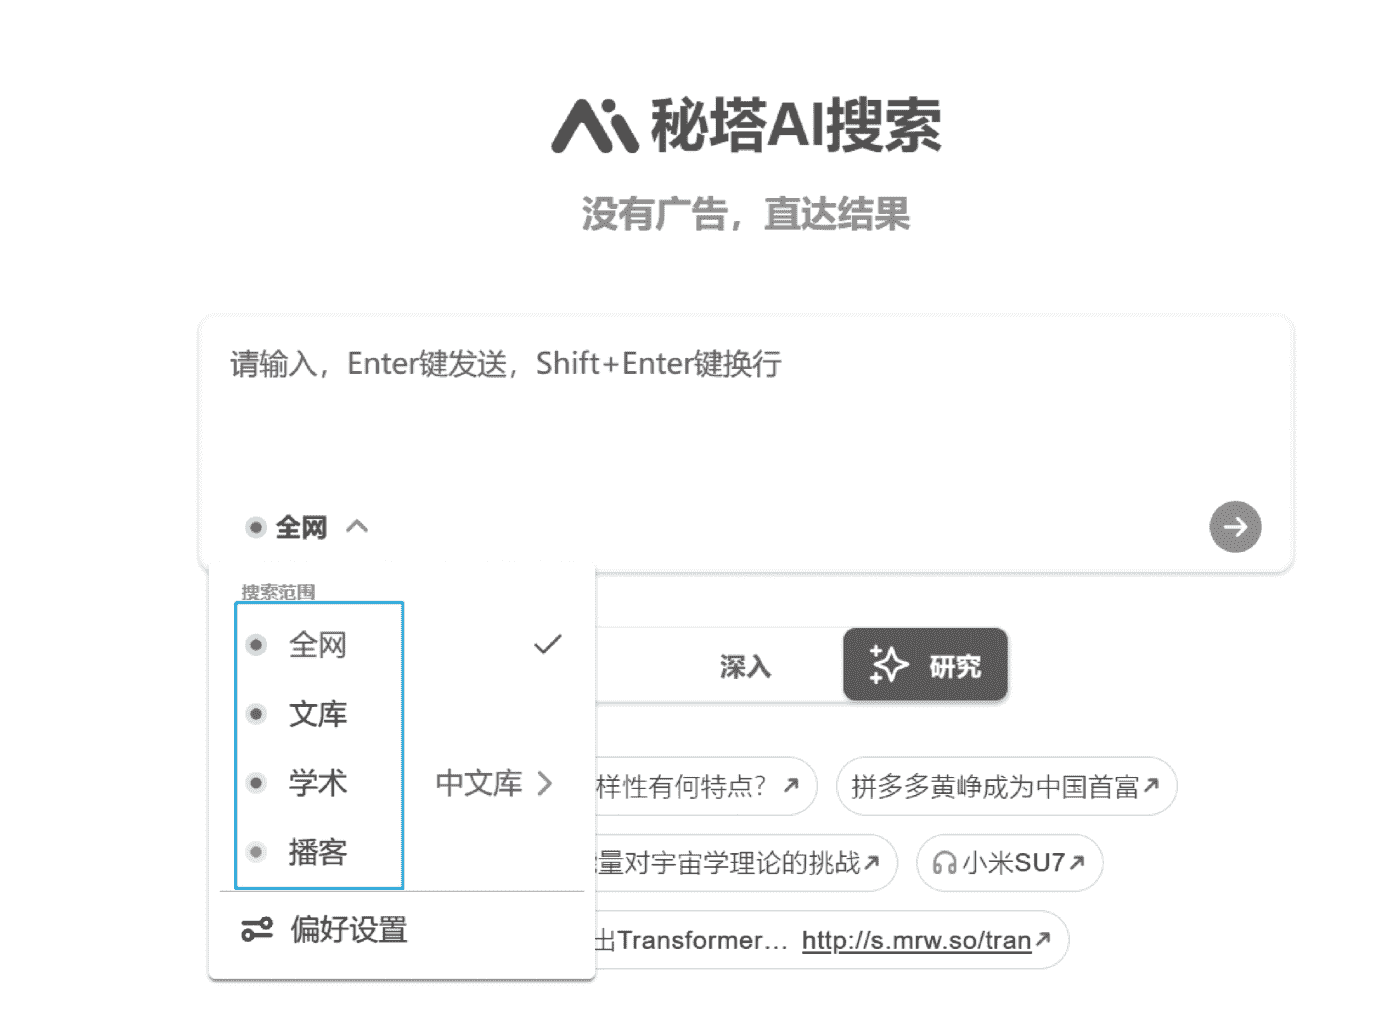 秘塔AI搜索
没有广告，直达结果
请输入，Enter键发送，Shift+Enter键换行
全网
搜索范围
全网
文库
学术 中文库
播客
偏好设置
深入 研究
样性有何特点？ 拼多多黄峥成为中国首富
量对宇宙学理论的挑战 小米SU7
出Transformer… http://s.mrw.so/tran